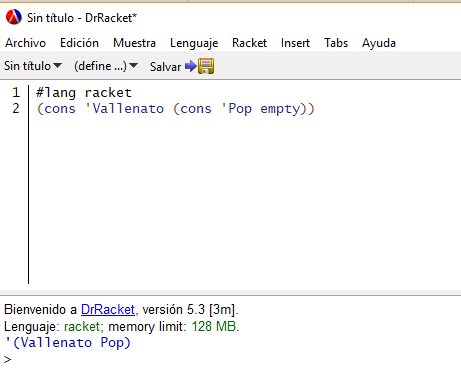 Sin título - DrRacket*
Archivo Edición Muestra Lenguaje Racket Insert Tabs Ayuda
Sin título (define ...) Salvar
1 #lang racket
2 (cons 'Vallenato (cons 'Pop empty))
Bienvenido a DrRacket, versión 5.3 [3m].
Lenguaje: racket; memory limit: 128 MB.
'(Vallenato Pop)
>